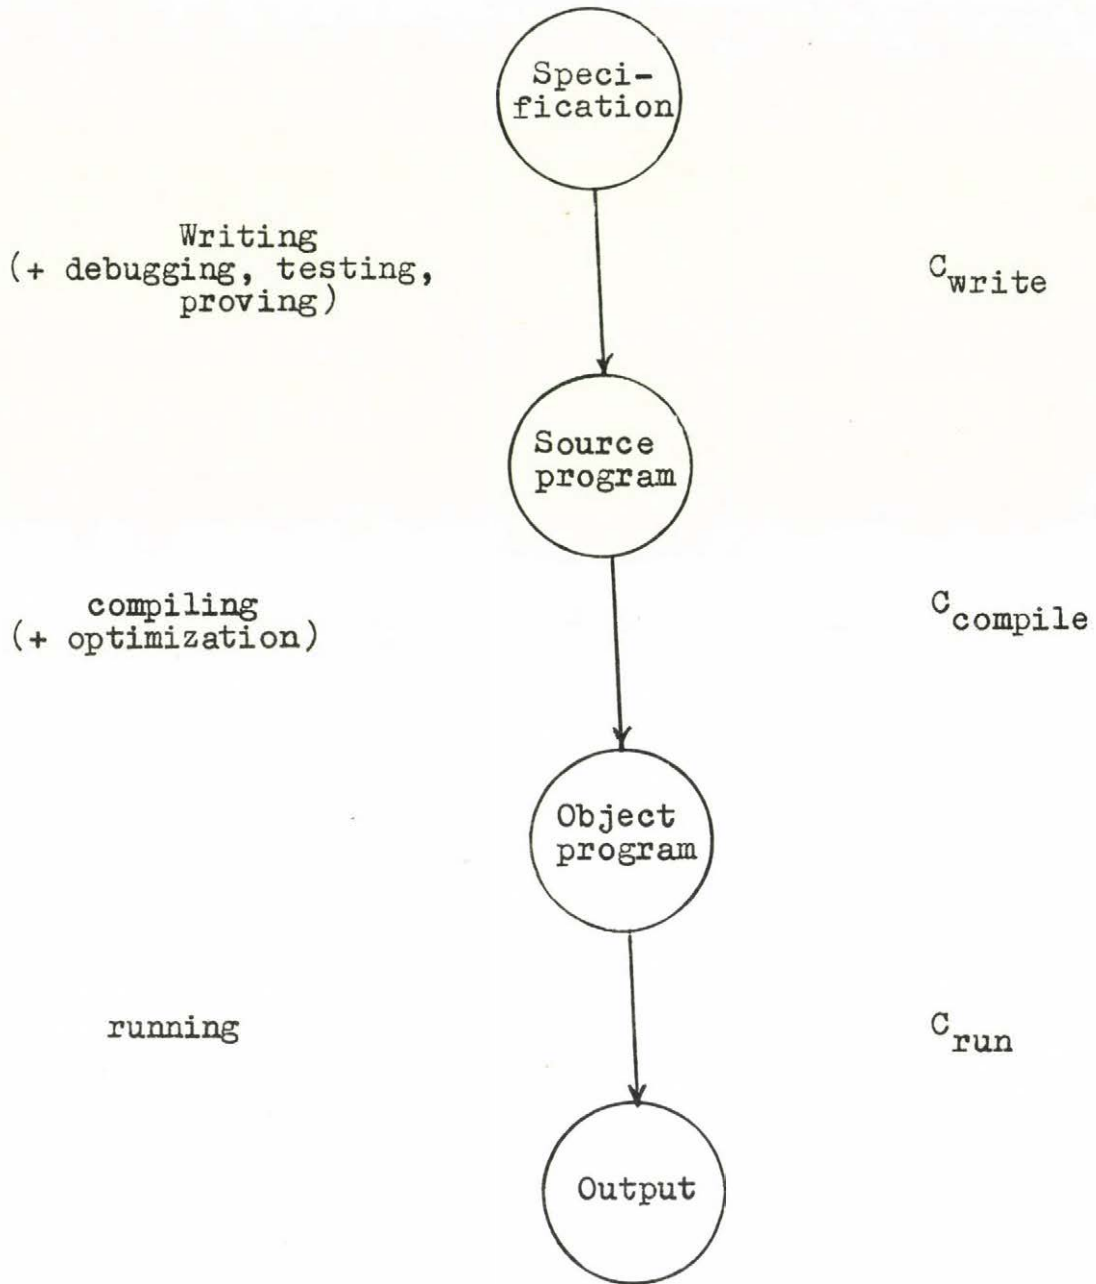 Speci-
fication
Writing
(+ debugging, testing,
proving)
C_write
Source
program
compiling
(+ optimization)
C_compile
Object
program
running
C_run
Output